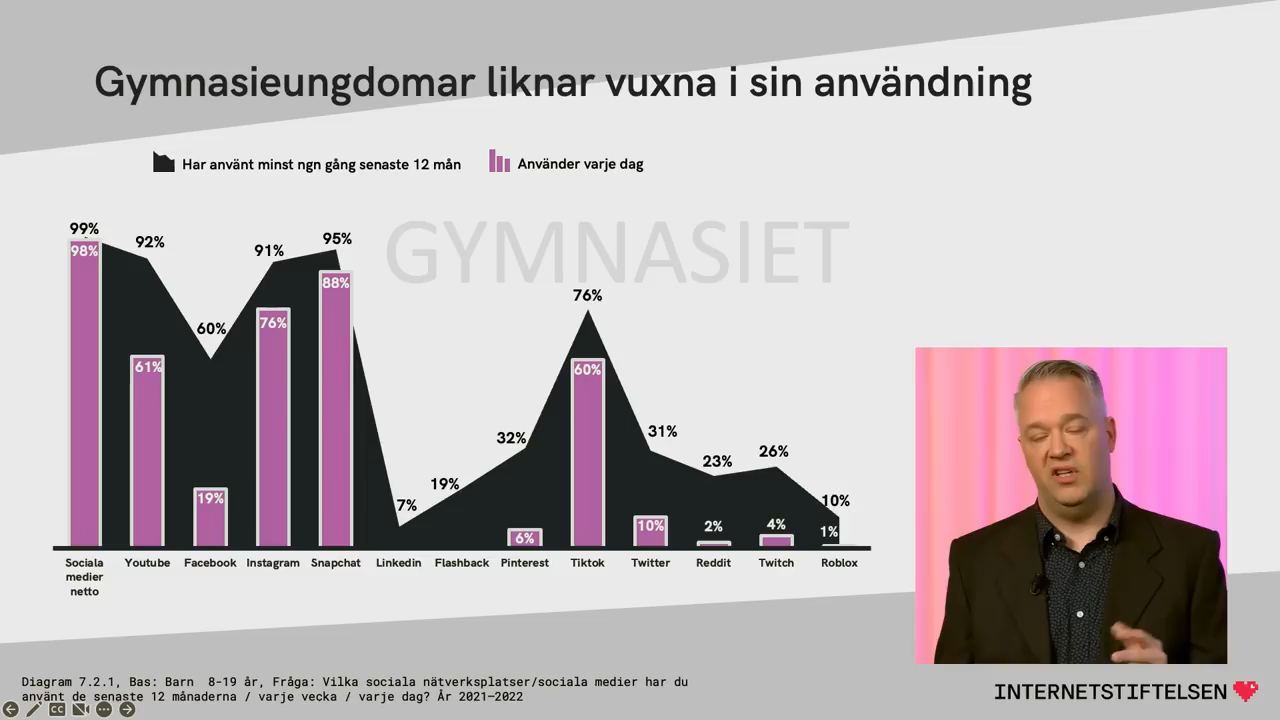 Gymnasieungdomar liknar vuxna i sin användning
Har använt minst ngn gång senaste 12 mån
Använder varje dag
GYMNASIET
99%
98%
92%
61%
60%
19%
91%
76%
95%
88%
7%
19%
32%
6%
76%
60%
31%
10%
23%
2%
26%
4%
10%
1%
Sociala
medier
netto
Youtube
Facebook
Instagram
Snapchat
Linkedin
Flashback
Pinterest
Tiktok
Twitter
Reddit
Twitch
Roblox
Diagram 7.2.1, Bas: Barn 8-19 år, Fråga: Vilka sociala nätverksplatser/sociala medier har du
använt de senaste 12 månaderna / varje vecka / varje dag? År 2021–2022
CC
INTERNETSTIFTELSEN